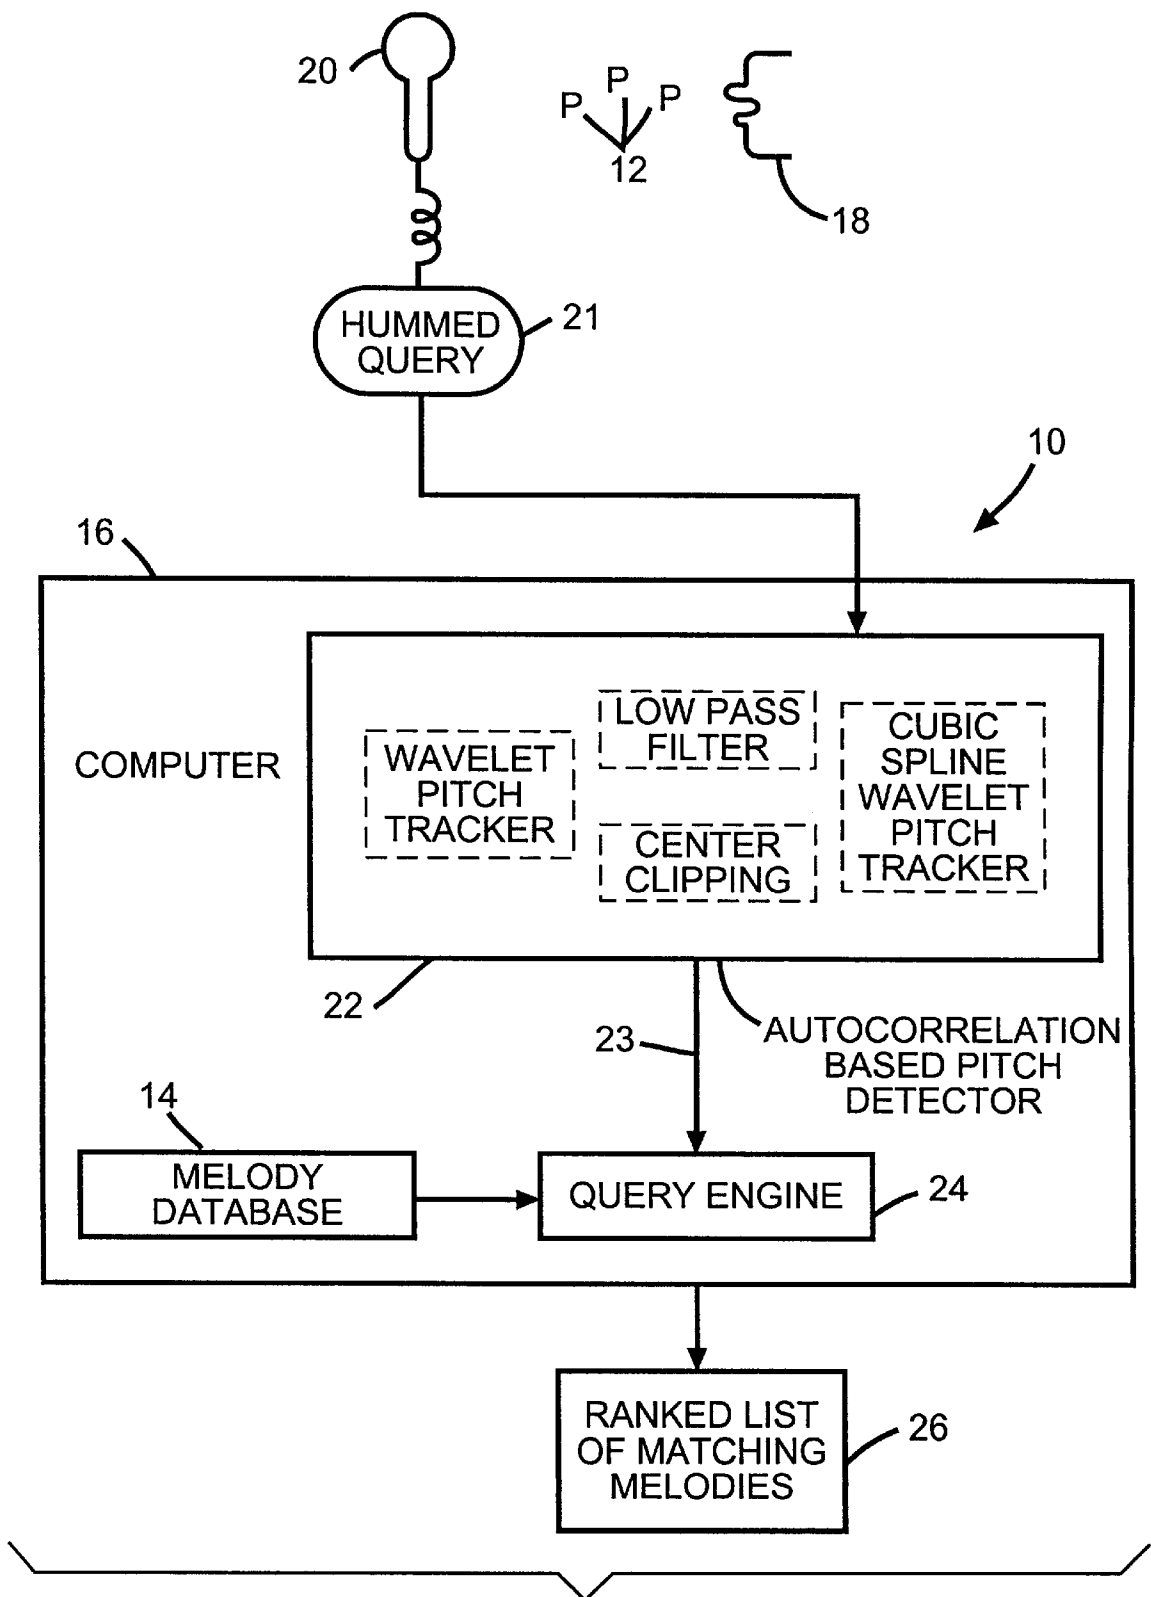 20
P P P
12
18
HUMMED
QUERY
21
10
16
COMPUTER
WAVELET
PITCH
TRACKER
LOW PASS
FILTER
CENTER
CLIPPING
CUBIC
SPLINE
WAVELET
PITCH
TRACKER
22
23
AUTOCORRELATION
BASED PITCH
DETECTOR
14
MELODY
DATABASE
QUERY ENGINE
24
RANKED LIST
OF MATCHING
MELODIES
26